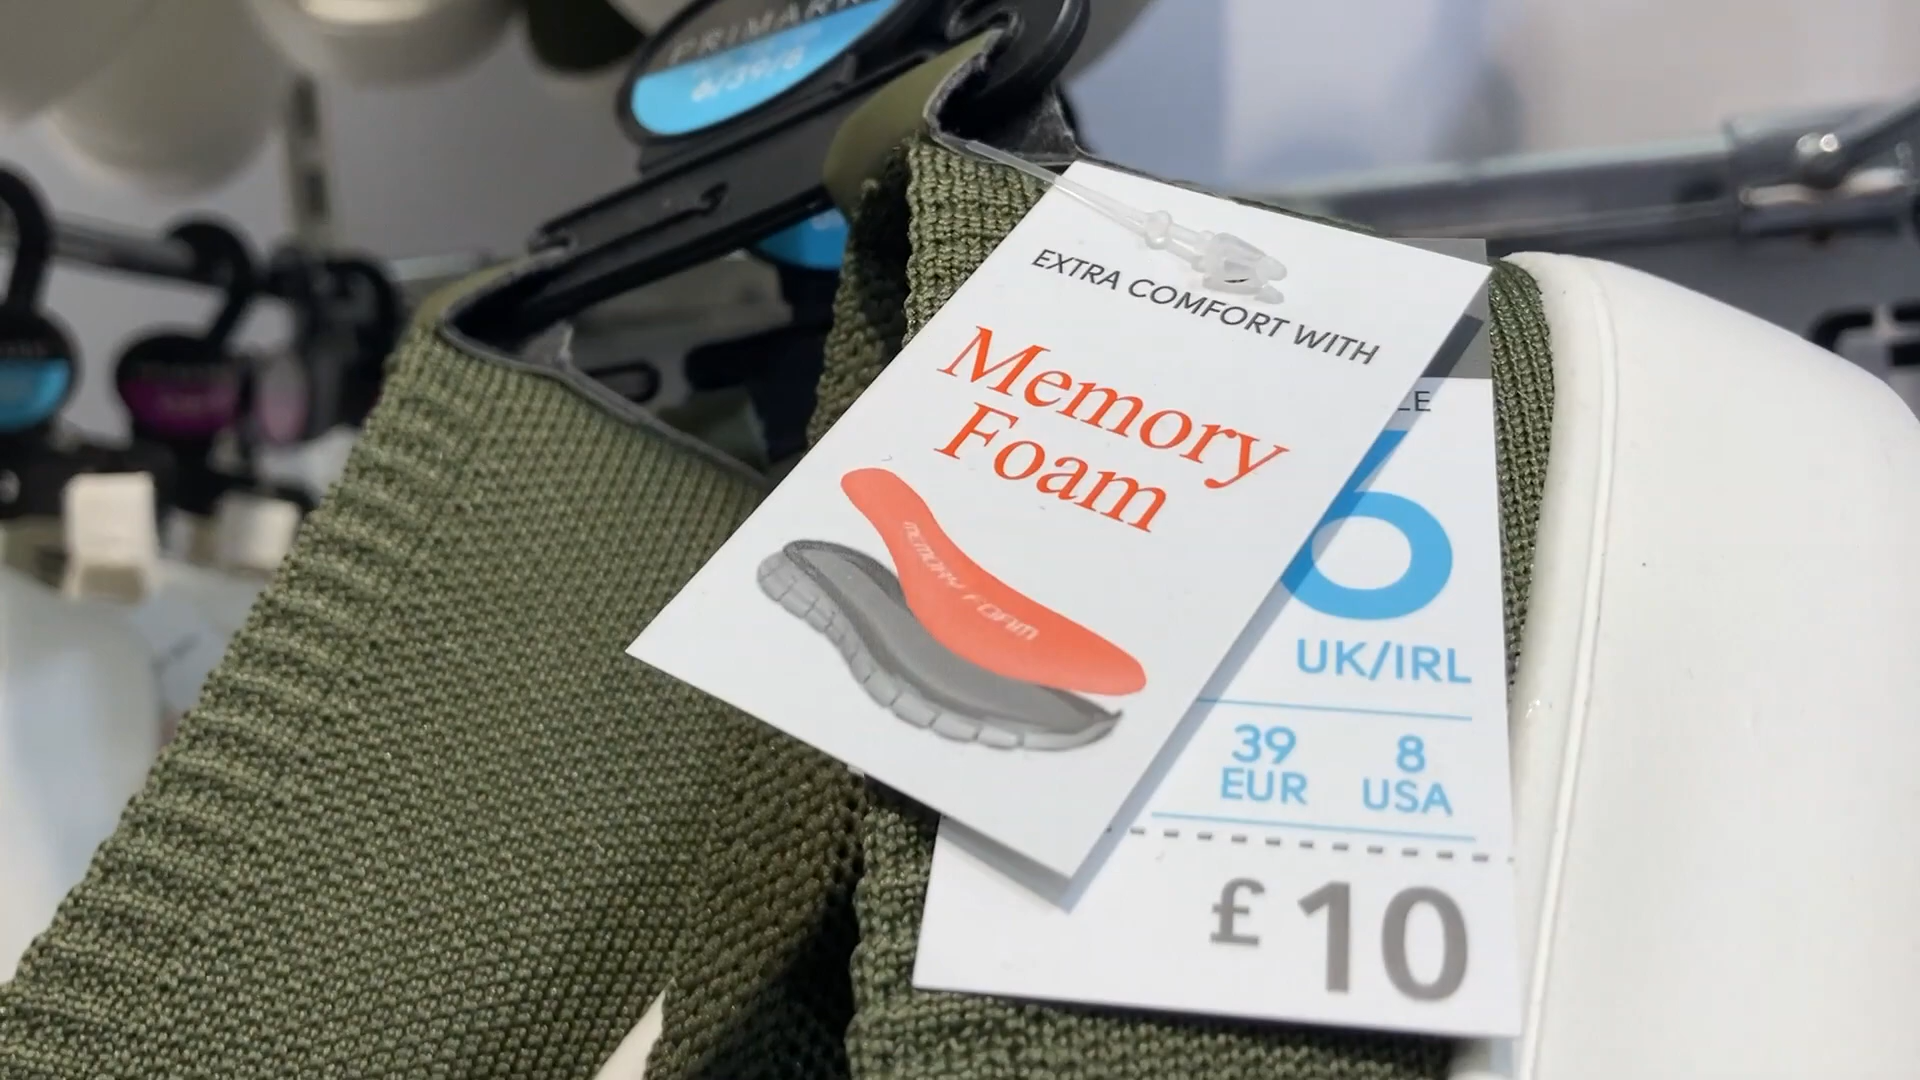 PRIMARK
6/39/8
EXTRA COMFORT WITH
Memory
Foam
MEMORY FOAM
6
UK/IRL
39 8
EUR USA
£10